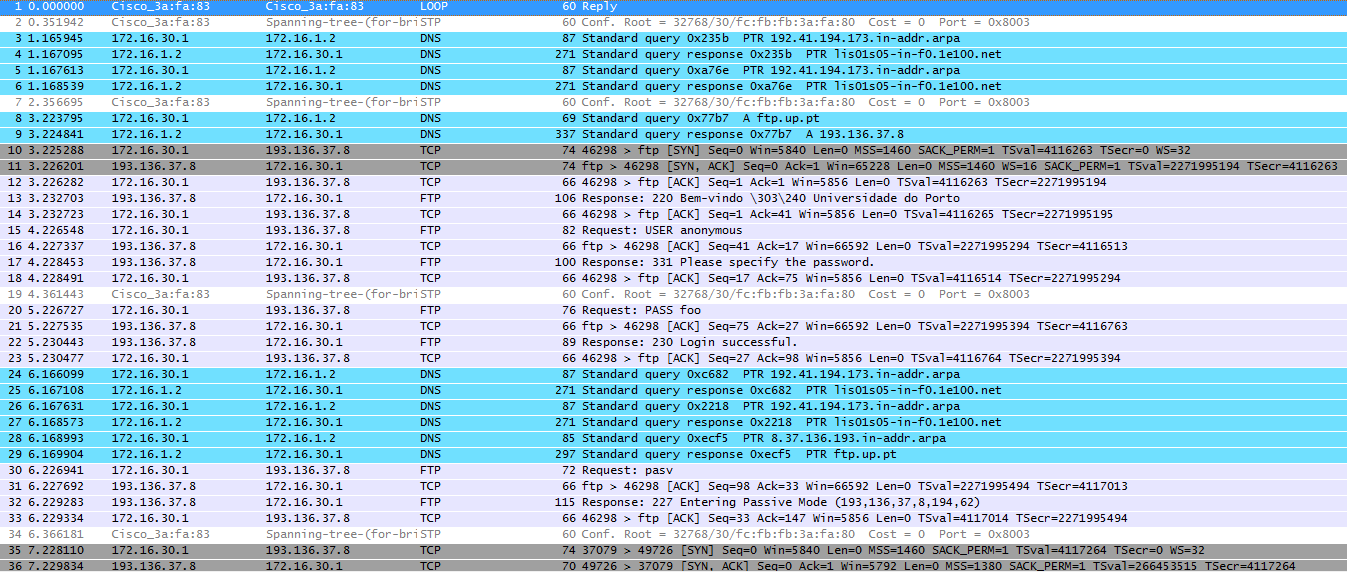 1 0.000000 Cisco_3a:fa:83 Cisco_3a:fa:83 LOOP 60 Reply
2 0.351942 Cisco_3a:fa:83 Spanning-tree-(for-bri STP 60 Conf. Root = 32768/30/fc:fb:fb:3a:fa:80 Cost = 0 Port = 0x8003
3 1.165945 172.16.30.1 172.16.1.2 DNS 87 Standard query 0x235b PTR 192.41.194.173.in-addr.arpa
4 1.167095 172.16.1.2 172.16.30.1 DNS 271 Standard query response 0x235b PTR lis01s05-in-f0.1e100.net
5 1.167613 172.16.30.1 172.16.1.2 DNS 87 Standard query 0xa76e PTR 192.41.194.173.in-addr.arpa
6 1.168539 172.16.1.2 172.16.30.1 DNS 271 Standard query response 0xa76e PTR lis01s05-in-f0.1e100.net
7 2.356695 Cisco_3a:fa:83 Spanning-tree-(for-bri STP 60 Conf. Root = 32768/30/fc:fb:fb:3a:fa:80 Cost = 0 Port = 0x8003
8 3.223795 172.16.30.1 172.16.1.2 DNS 69 Standard query 0x77b7 A ftp.up.pt
9 3.224841 172.16.1.2 172.16.30.1 DNS 337 Standard query response 0x77b7 A 193.136.37.8
10 3.225288 172.16.30.1 193.136.37.8 TCP 74 46298 > ftp [SYN] Seq=0 Win=5840 Len=0 MSS=1460 SACK_PERM=1 TSval=4116263 TSecr=0 WS=32
11 3.226201 193.136.37.8 172.16.30.1 TCP 74 ftp > 46298 [SYN, ACK] Seq=0 Ack=1 Win=65228 Len=0 MSS=1460 WS=16 SACK_PERM=1 TSval=2271995194 TSecr=4116263
12 3.226282 172.16.30.1 193.136.37.8 TCP 66 46298 > ftp [ACK] Seq=1 Ack=1 Win=5856 Len=0 TSval=4116263 TSecr=2271995194
13 3.232703 193.136.37.8 172.16.30.1 FTP 106 Response: 220 Bem-vindo \303\240 Universidade do Porto
14 3.232723 172.16.30.1 193.136.37.8 TCP 66 46298 > ftp [ACK] Seq=1 Ack=41 Win=5856 Len=0 TSval=4116265 TSecr=2271995195
15 4.226548 172.16.30.1 193.136.37.8 FTP 82 Request: USER anonymous
16 4.227337 193.136.37.8 172.16.30.1 TCP 66 ftp > 46298 [ACK] Seq=41 Ack=17 Win=66592 Len=0 TSval=2271995294 TSecr=4116513
17 4.228453 193.136.37.8 172.16.30.1 FTP 100 Response: 331 Please specify the password.
18 4.228491 172.16.30.1 193.136.37.8 TCP 66 46298 > ftp [ACK] Seq=17 Ack=75 Win=5856 Len=0 TSval=4116514 TSecr=2271995294
19 4.361443 Cisco_3a:fa:83 Spanning-tree-(for-bri STP 60 Conf. Root = 32768/30/fc:fb:fb:3a:fa:80 Cost = 0 Port = 0x8003
20 5.226727 172.16.30.1 193.136.37.8 FTP 76 Request: PASS foo
21 5.227535 193.136.37.8 172.16.30.1 TCP 66 ftp > 46298 [ACK] Seq=75 Ack=27 Win=66592 Len=0 TSval=2271995394 TSecr=4116763
22 5.230443 193.136.37.8 172.16.30.1 FTP 89 Response: 230 Login successful.
23 5.230477 172.16.30.1 193.136.37.8 TCP 66 46298 > ftp [ACK] Seq=27 Ack=98 Win=5856 Len=0 TSval=4116764 TSecr=2271995394
24 6.166099 172.16.30.1 172.16.1.2 DNS 87 Standard query 0xc682 PTR 192.41.194.173.in-addr.arpa
25 6.167108 172.16.1.2 172.16.30.1 DNS 271 Standard query response 0xc682 PTR lis01s05-in-f0.1e100.net
26 6.167631 172.16.30.1 172.16.1.2 DNS 87 Standard query 0x2218 PTR 192.41.194.173.in-addr.arpa
27 6.168573 172.16.1.2 172.16.30.1 DNS 271 Standard query response 0x2218 PTR lis01s05-in-f0.1e100.net
28 6.168993 172.16.30.1 172.16.1.2 DNS 85 Standard query 0xecf5 PTR 8.37.136.193.in-addr.arpa
29 6.169904 172.16.1.2 172.16.30.1 DNS 297 Standard query response 0xecf5 PTR ftp.up.pt
30 6.226941 172.16.30.1 193.136.37.8 FTP 72 Request: pasv
31 6.227692 193.136.37.8 172.16.30.1 TCP 66 ftp > 46298 [ACK] Seq=98 Ack=33 Win=66592 Len=0 TSval=2271995494 TSecr=4117013
32 6.229283 193.136.37.8 172.16.30.1 FTP 115 Response: 227 Entering Passive Mode (193,136,37,8,194,62)
33 6.229334 172.16.30.1 193.136.37.8 TCP 66 46298 > ftp [ACK] Seq=33 Ack=147 Win=5856 Len=0 TSval=4117014 TSecr=2271995494
34 6.366181 Cisco_3a:fa:83 Spanning-tree-(for-bri STP 60 Conf. Root = 32768/30/fc:fb:fb:3a:fa:80 Cost = 0 Port = 0x8003
35 7.228110 172.16.30.1 193.136.37.8 TCP 74 37079 > 49726 [SYN] Seq=0 Win=5840 Len=0 MSS=1460 SACK_PERM=1 TSval=4117264 TSecr=0 WS=32
36 7.229834 193.136.37.8 172.16.30.1 TCP 70 49726 > 37079 [SYN, ACK] Seq=0 Ack=1 Win=5792 Len=0 MSS=1380 SACK_PERM=1 TSval=266453515 TSecr=4117264